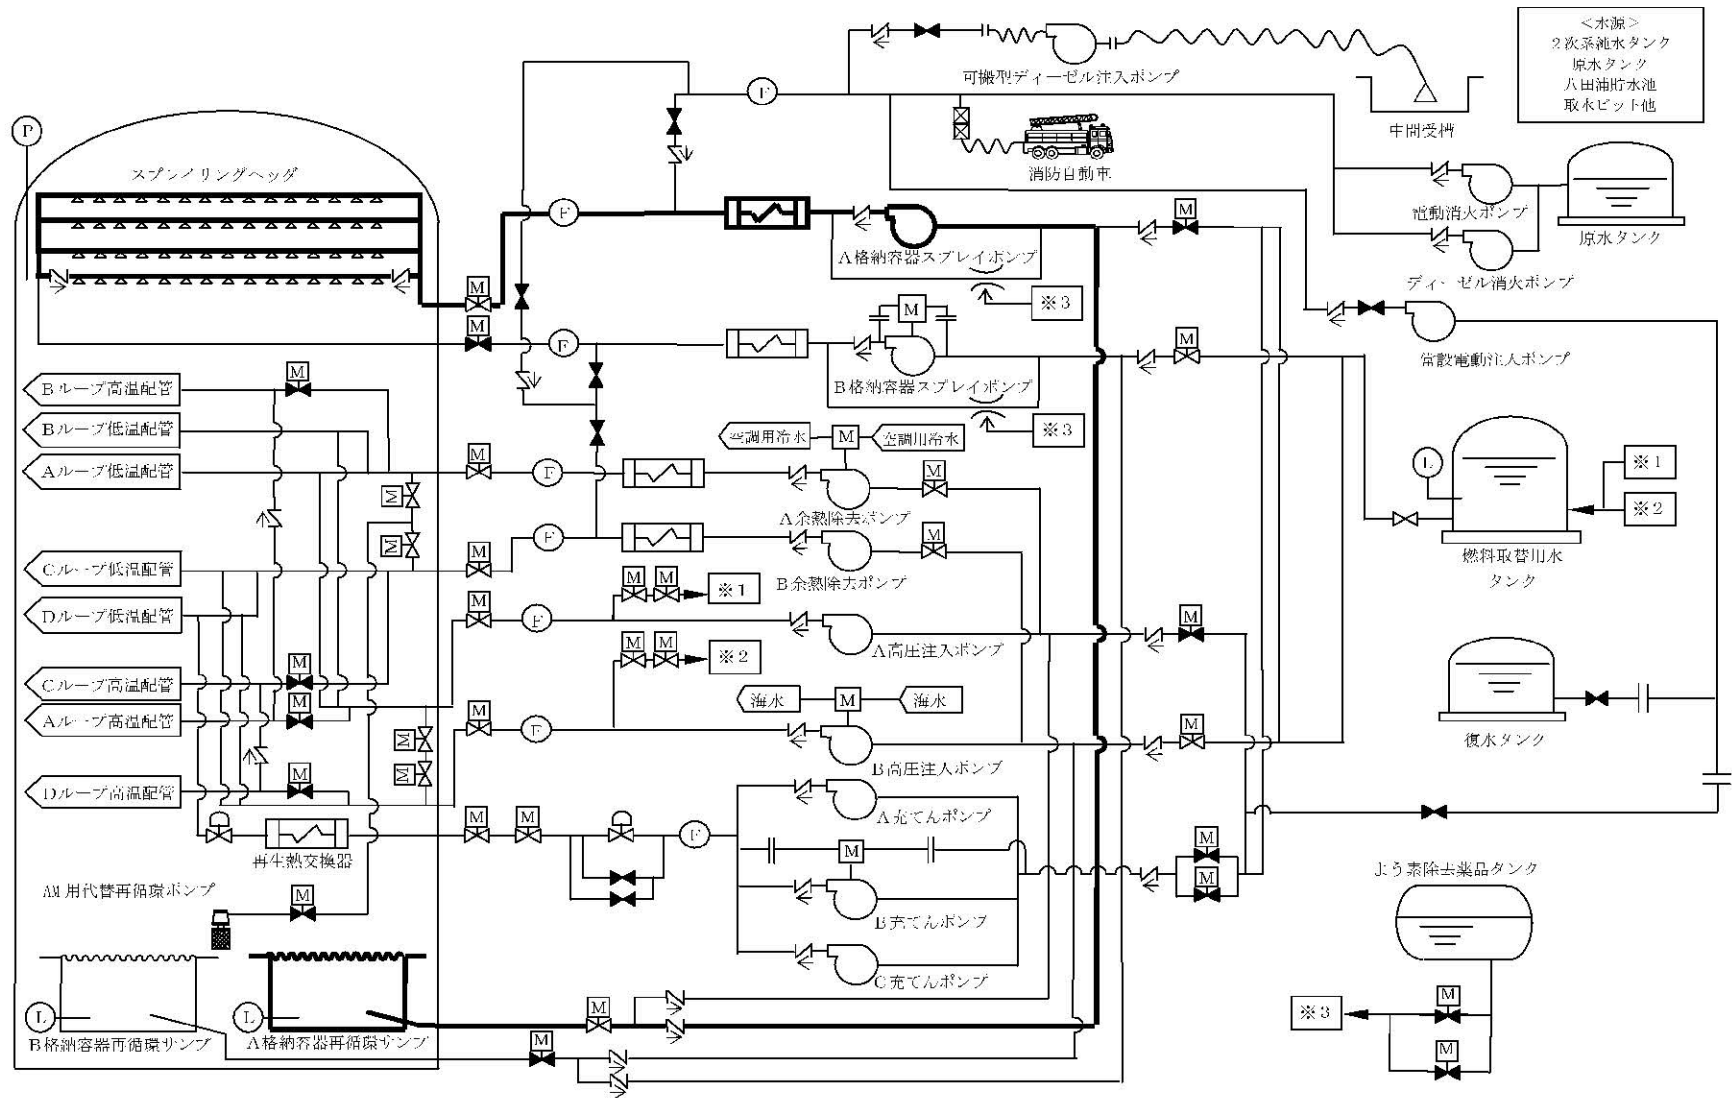 <水源>
2次系純水タンク
原水タンク
八田浦貯水池
取水ピット他
可搬型ディーゼル注入ポンプ
中間受槽
消防自動車
P
スプレイリングヘッダ
F
電動消火ポンプ
原水タンク
ディーゼル消火ポンプ
M
F
M
A格納容器スプレイポンプ
※3
M
M
F
M
M
常設電動注入ポンプ
B格納容器スプレイポンプ
※3
Bループ高温配管
M
Bループ低温配管
空調用冷水
M
空調用冷水
Aループ低温配管
M
F
M
L
※1
※2
M
A余熱除去ポンプ
燃料取替用水
タンク
M
M
F
M
B余熱除去ポンプ
Cループ低温配管
M
M
※1
Dループ低温配管
M
F
M
A高圧注入ポンプ
M
M
※2
Cループ高温配管
M
Aループ高温配管
M
海水
M
海水
M
F
M
復水タンク
M
M
B高圧注入ポンプ
Dループ高温配管
M
M
M
F
A充てんポンプ
再生熱交換器
M
M
M
よう素除去薬品タンク
AM用代替再循環ポンプ
M
B充てんポンプ
C充てんポンプ
L
L
M
M
※3
M
B格納容器再循環サンプ
A格納容器再循環サンプ
M